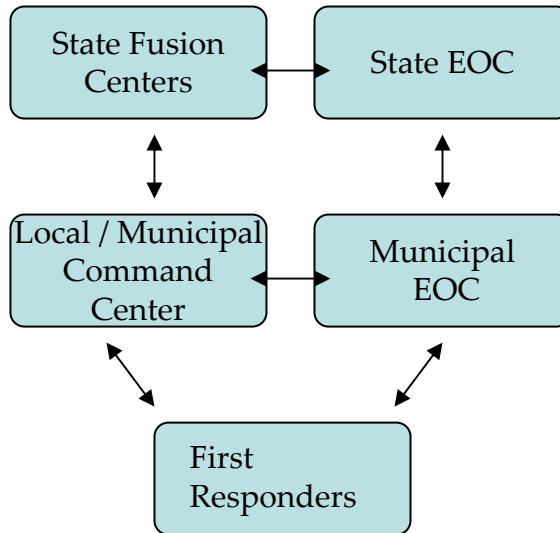 State Fusion
Centers
State EOC
Local / Municipal
Command
Center
Municipal
EOC
First
Responders